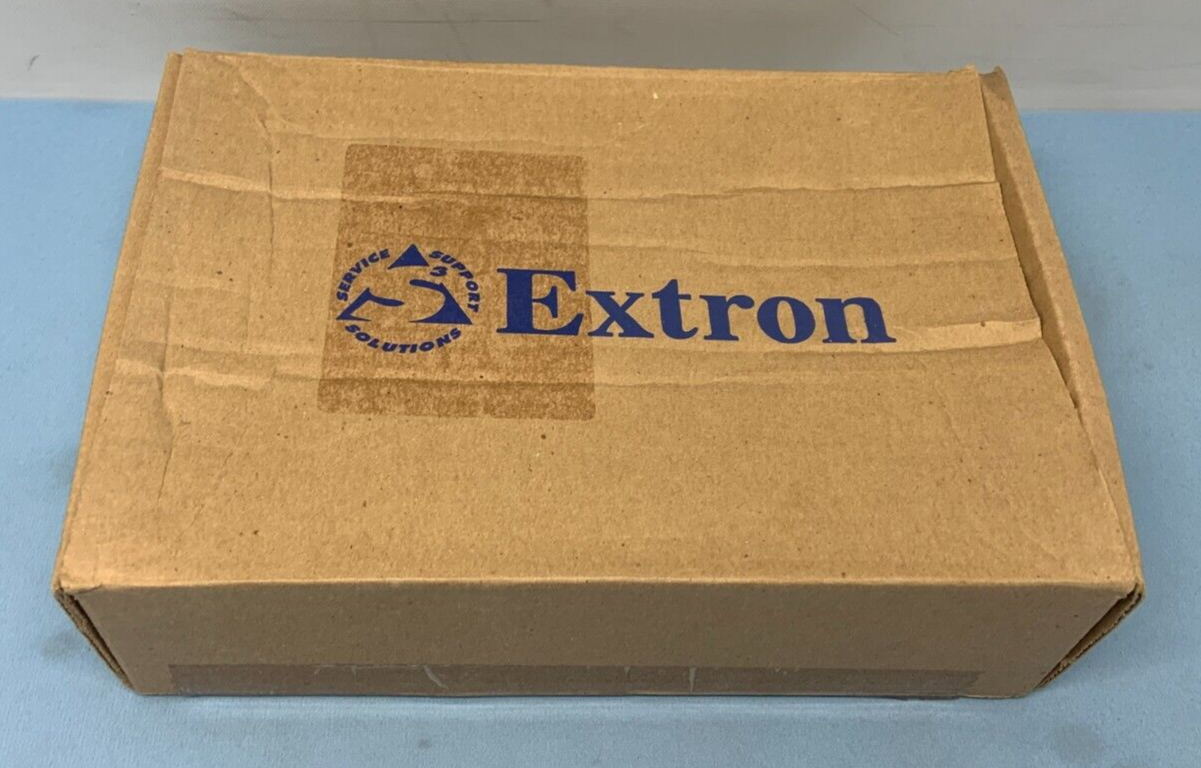 SERVICE SUPPORT SOLUTIONS
3
Extron